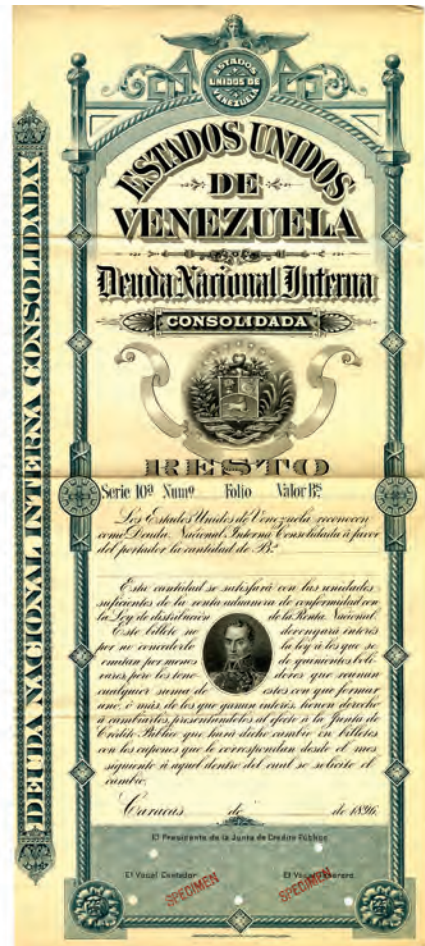 ESTADOS
UNIDOS DE
VENEZUELA
ESTADOS UNIDOS
DE
VENEZUELA
Deuda Nacional Interna
CONSOLIDADA
RESTO
Serie 10ª Numº Folio Valor Bs.
Los Estados Unidos de Venezuela reconocen
como Deuda Nacional Interna Consolidada á favor
del portador la cantidad de Bs.
Esta cantidad se satisfará con las unidades
suficientes de la renta aduanera de conformidad con
la Ley de distribución de la Renta Nacional.
Este billete no devengará interés
por no concederlo la ley á los que se
emitan por menos de quinientos bolí-
vares, pero los tene- dores que reunan
cualquier suma de estos con que formar
uno, ó más, de los que ganan interés, tienen derecho
á cambiarlos, presentándolos al efecto á la Junta de
Crédito Público que hará dicho cambio en billetes
con los cupones que le correspondan desde el mes
siguiente á aquel dentro del cual se solicite el
cambio.
Caracas de de 1896.
El Presidente de la Junta de Credito Público
El Vocal Contador
El Vocal Tenedor
SPECIMEN
SPECIMEN
DEUDA NACIONAL INTERNA CONSOLIDADA